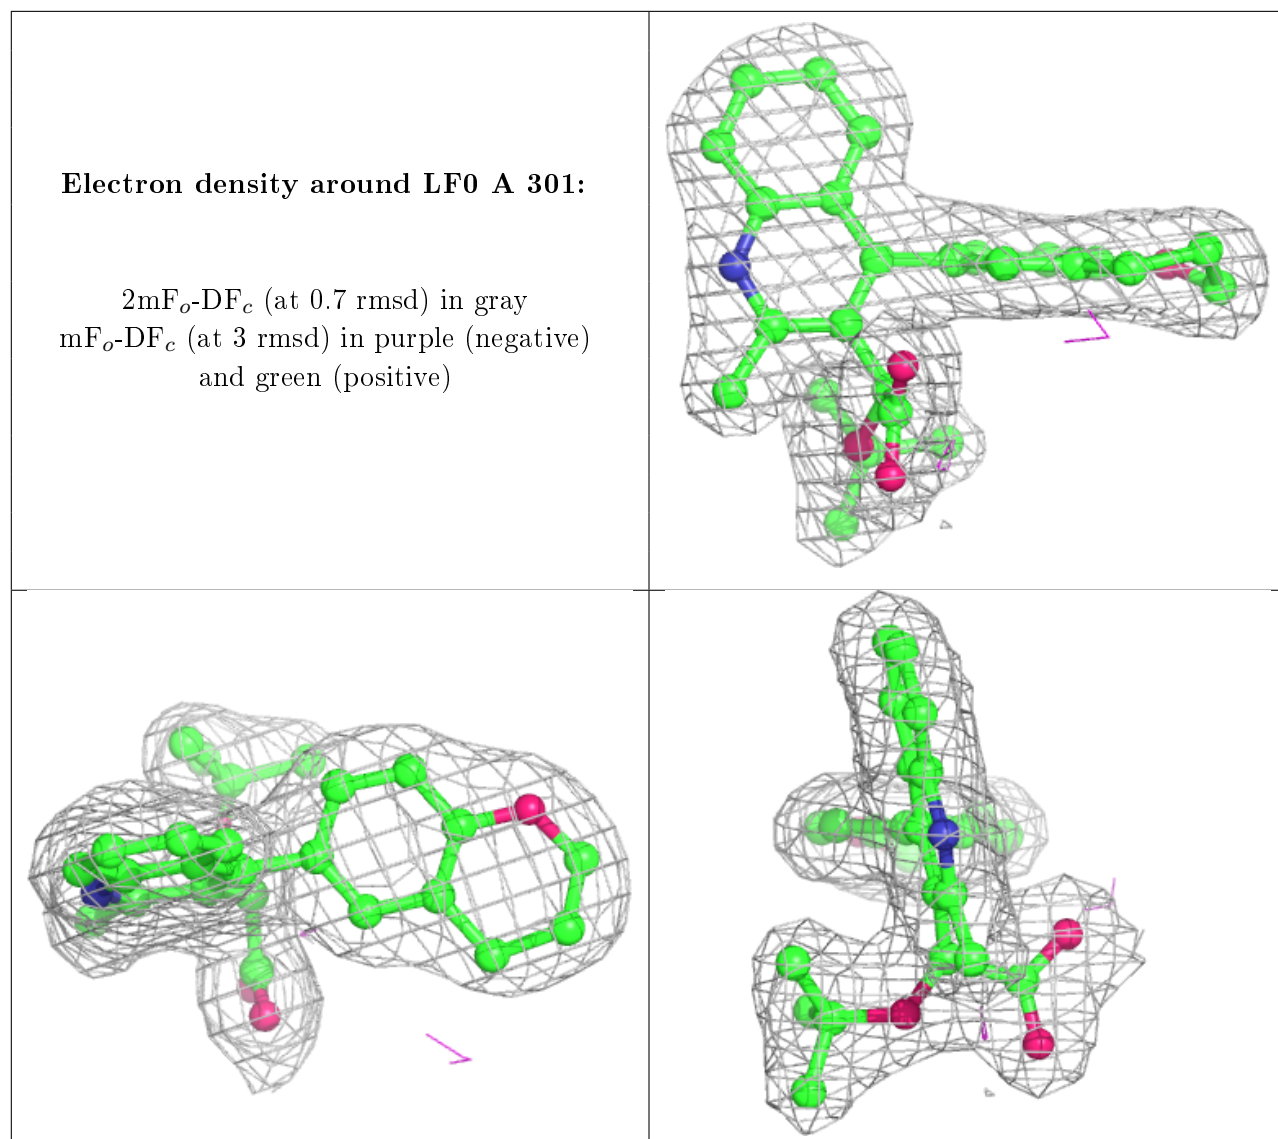 Electron density around LF0 A 301:
2mFₒ-DF𝒸 (at 0.7 rmsd) in gray
mFₒ-DF𝒸 (at 3 rmsd) in purple (negative)
and green (positive)